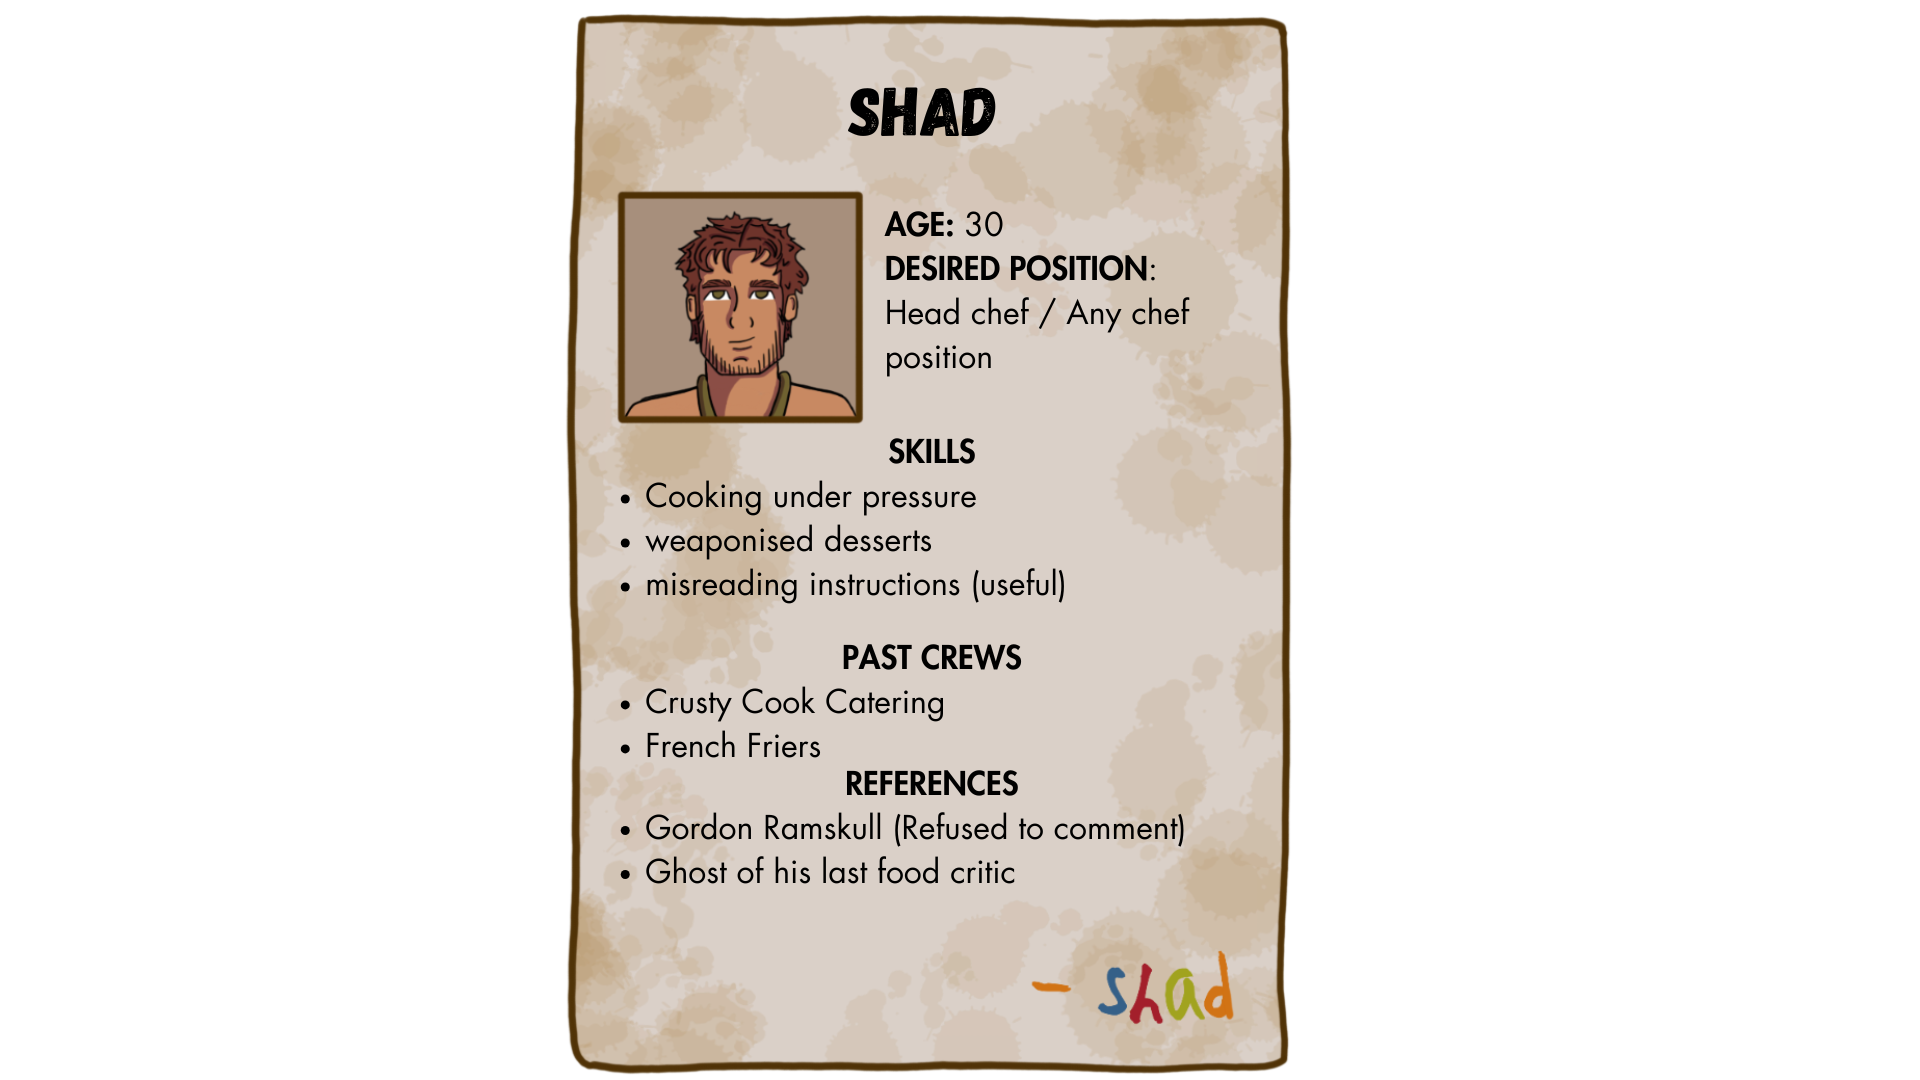 SHAD
AGE: 30
DESIRED POSITION:
Head chef / Any chef
position
SKILLS
• Cooking under pressure
• weaponised desserts
• misreading instructions (useful)
PAST CREWS
• Crusty Cook Catering
• French Friers
REFERENCES
• Gordon Ramskull (Refused to comment)
• Ghost of his last food critic
- shad